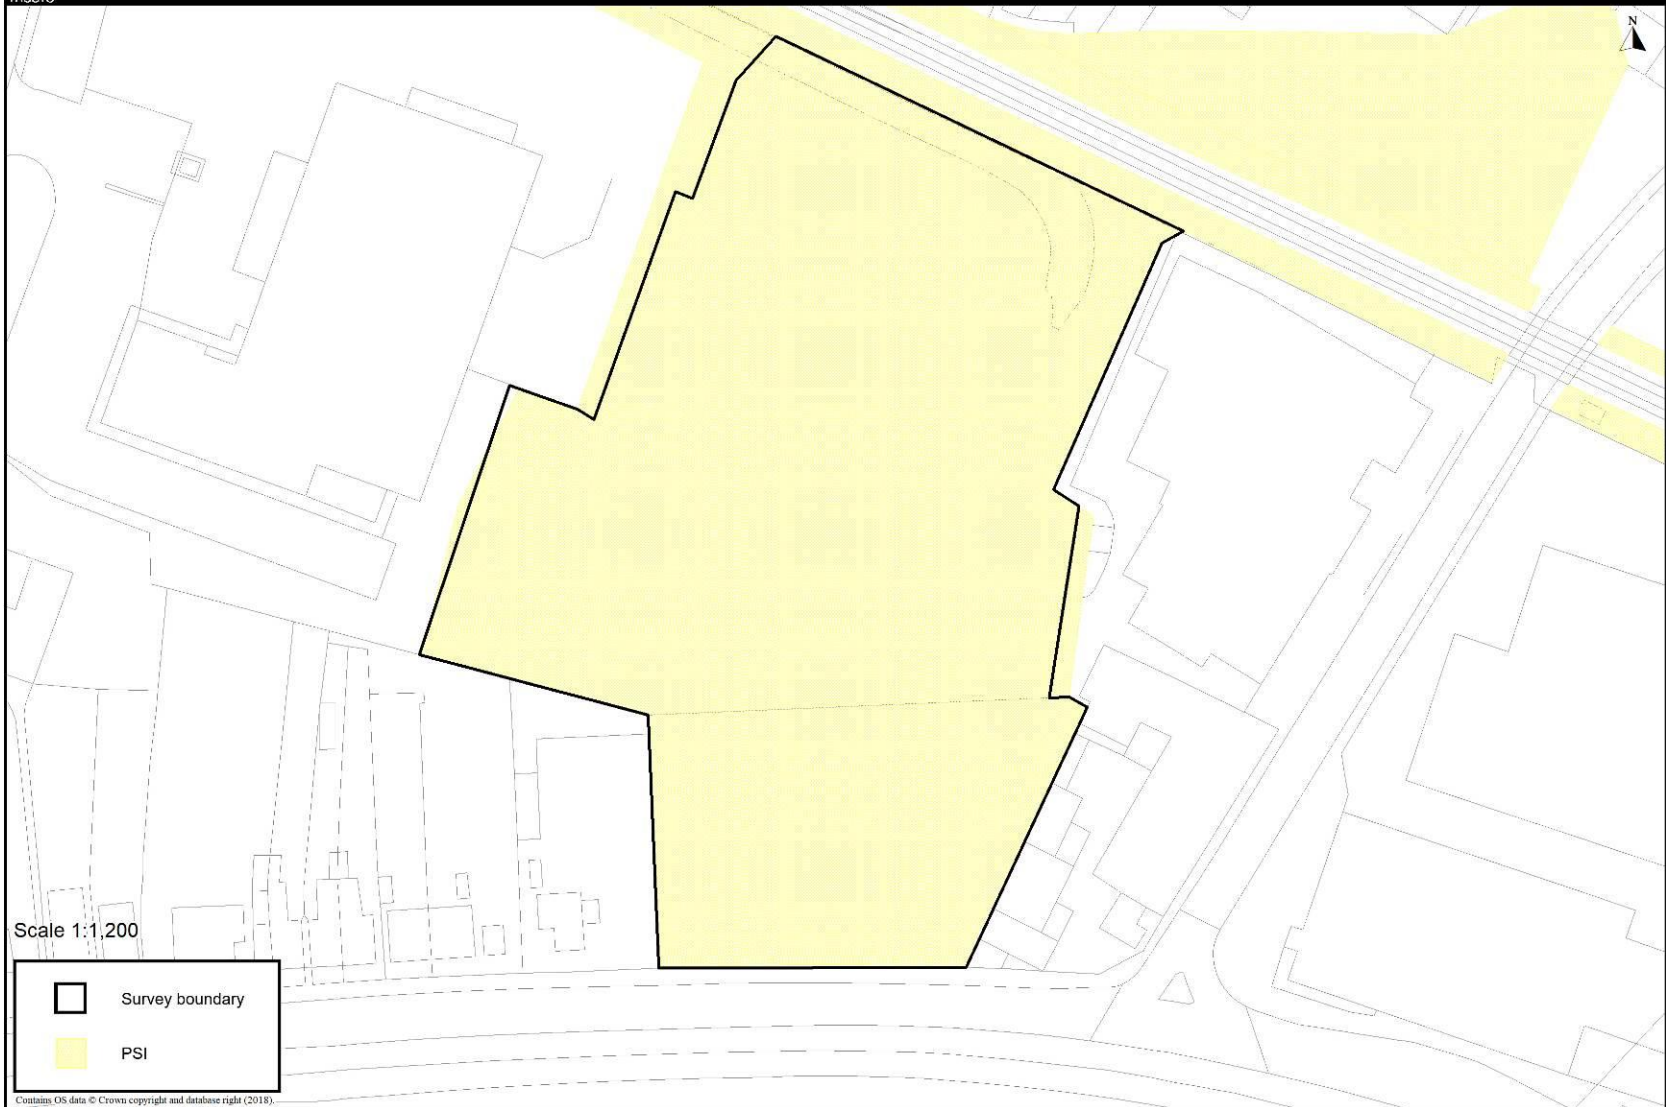 N
Scale 1:1,200
Survey boundary
PSI
Contains OS data © Crown copyright and database right (2018).